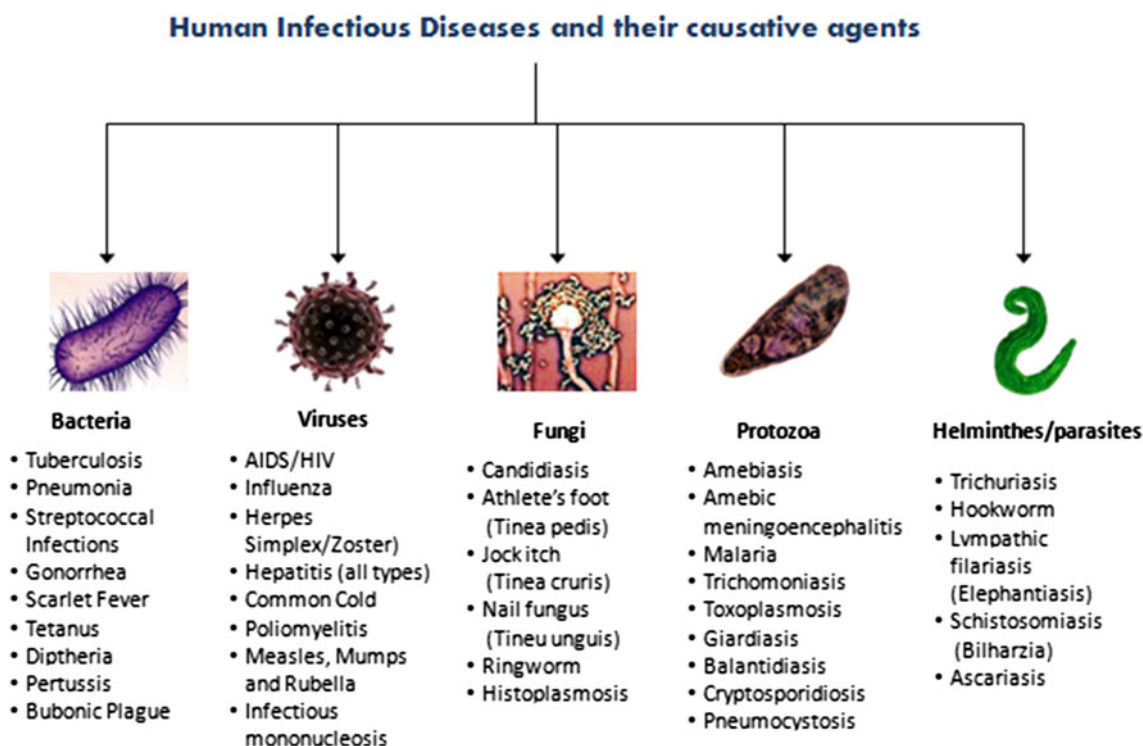 Human Infectious Diseases and their causative agents
Bacteria
• Tuberculosis
• Pneumonia
• Streptococcal
Infections
• Gonorrhea
• Scarlet Fever
• Tetanus
• Diptheria
• Pertussis
• Bubonic Plague
Viruses
• AIDS/HIV
• Influenza
• Herpes
Simplex/Zoster)
• Hepatitis (all types)
• Common Cold
• Poliomyelitis
• Measles, Mumps
and Rubella
• Infectious
mononucleosis
Fungi
• Candidiasis
• Athlete's foot
(Tinea pedis)
• Jock itch
(Tinea cruris)
• Nail fungus
(Tineu unguis)
• Ringworm
• Histoplasmosis
Protozoa
• Amebiasis
• Amebic
meningoencephalitis
• Malaria
• Trichomoniasis
• Toxoplasmosis
• Giardiasis
• Balantidiasis
• Cryptosporidiosis
• Pneumocystosis
Helminthes/parasites
• Trichuriasis
• Hookworm
• Lvmpathic
filariasis
(Elephantiasis)
• Schistosomiasis
(Bilharzia)
• Ascariasis